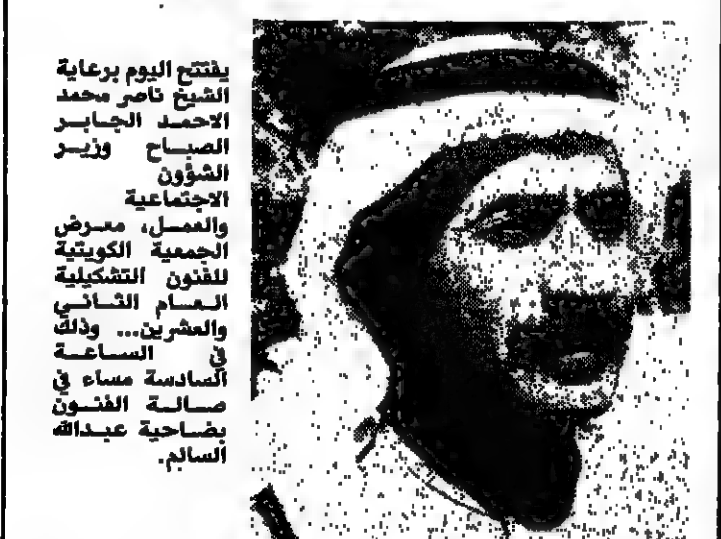 يفتتح اليوم برعاية
الشيخ ناصر محمد
الاحمد الجابر
الصباح وزير
الشؤون
الاجتماعية
والعمل، معرض
الجمعية الكويتية
للفنون التشكيلية
العام الثاني
والعشرين... وذلك
في الساعة
السادسة مساء في
صالة الفنون
بضاحية عبدالله
السالم.